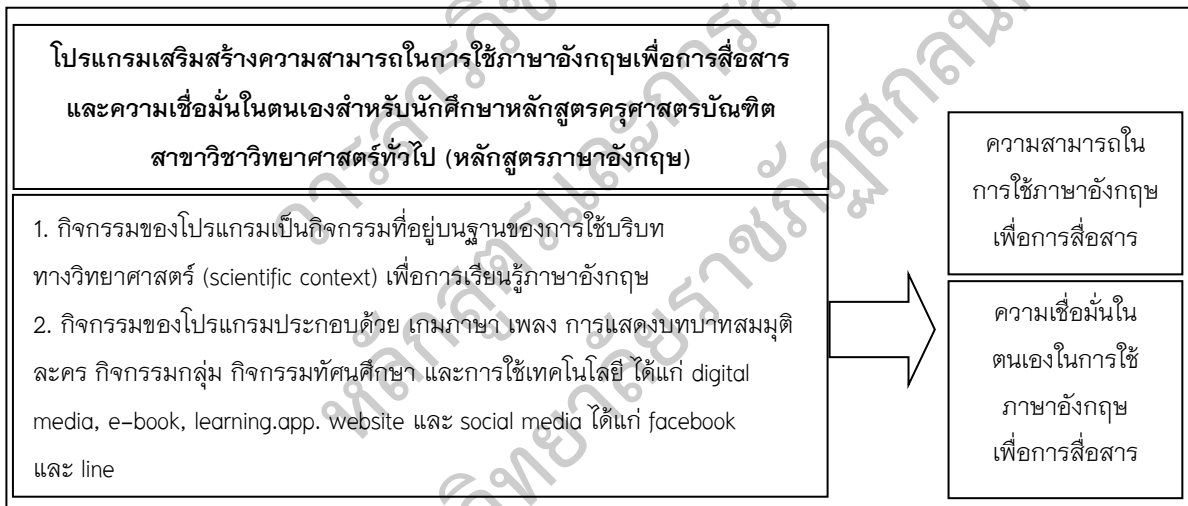 โปรแกรมเสริมสร้างความสามารถในการใช้ภาษาอังกฤษเพื่อการสื่อสาร
และความเชื่อมั่นในตนเองสำหรับนักศึกษาหลักสูตรครุศาสตรบัณฑิต
สาขาวิชาวิทยาศาสตร์ทั่วไป (หลักสูตรภาษาอังกฤษ)
1. กิจกรรมของโปรแกรมเป็นกิจกรรมที่อยู่บนฐานของการใช้บริบท
ทางวิทยาศาสตร์ (scientific context) เพื่อการเรียนรู้ภาษาอังกฤษ
2. กิจกรรมของโปรแกรมประกอบด้วย เกมภาษา เพลง การแสดงบทบาทสมมุติ
ละคร กิจกรรมกลุ่ม กิจกรรมทัศนศึกษา และการใช้เทคโนโลยี ได้แก่ digital
media, e-book, learning.app. website และ social media ได้แก่ facebook
และ line
ความสามารถใน
การใช้ภาษาอังกฤษ
เพื่อการสื่อสาร
ความเชื่อมั่นใน
ตนเองในการใช้
ภาษาอังกฤษ
เพื่อการสื่อสาร